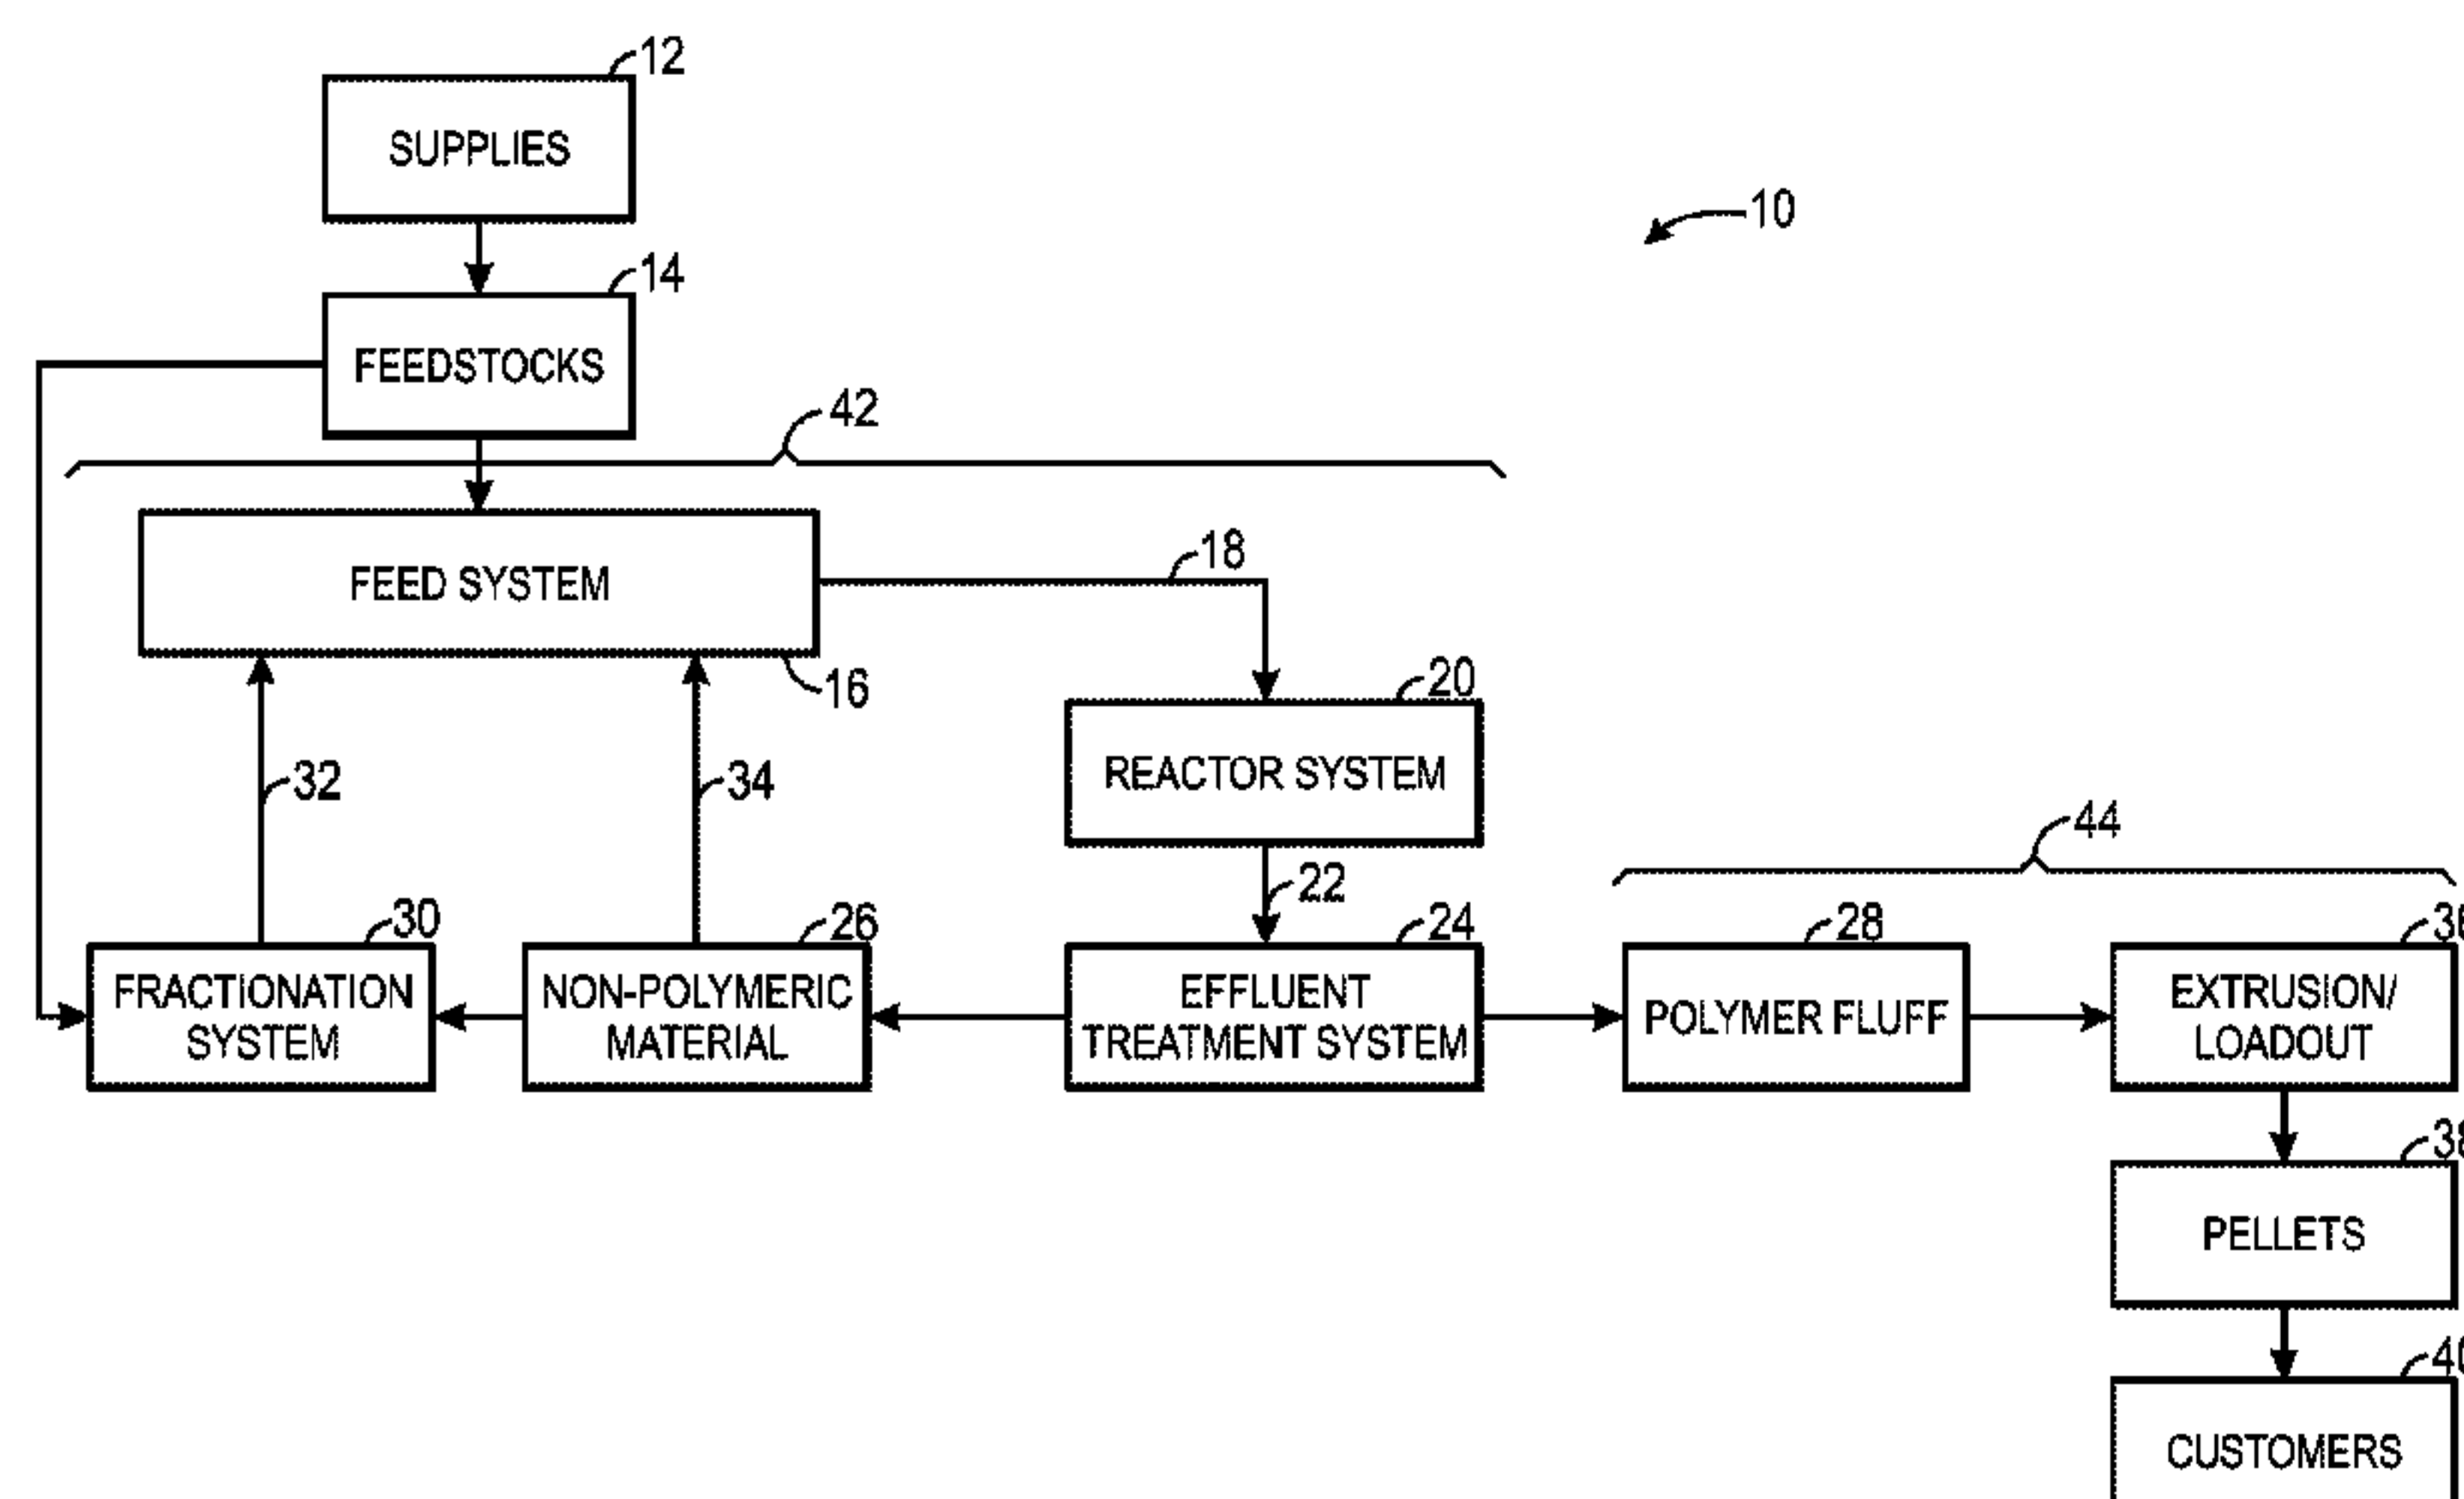 12
SUPPLIES
10
14
FEEDSTOCKS
42
18
FEED SYSTEM
16
20
32
34
REACTOR SYSTEM
44
22
30
26
24
28
FRACTIONATION
SYSTEM
NON-POLYMERIC
MATERIAL
EFFLUENT
TREATMENT SYSTEM
POLYMER FLUFF
EXTRUSION/
LOADOUT
PELLETS
CUSTOMERS